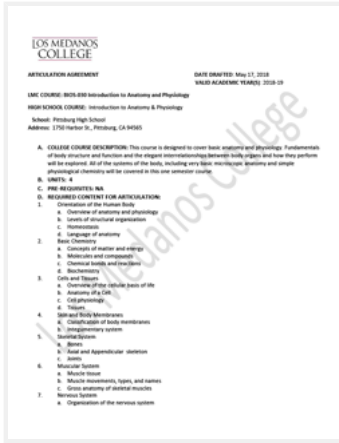 LOS MEDANOS
COLLEGE
ARTICULATION AGREEMENT DATE DRAFTED: May 17, 2018
VALID ACADEMIC YEAR(S): 2018-19
LMC COURSE: BIOS-030 Introduction to Anatomy and Physiology
HIGH SCHOOL COURSE: Introduction to Anatomy & Physiology
School: Pittsburg High School
Address: 1750 Harbor St., Pittsburg, CA 94565
A. COLLEGE COURSE DESCRIPTION: This course is designed to cover basic anatomy and physiology. Fundamentals
of body structure and function and the elegant interrelationships between body organs and how they perform
will be explored. All of the systems of the body, including very basic microscopic anatomy and simple
physiological chemistry will be covered in this one semester course.
B. UNITS: 4
C. PRE-REQUISITES: NA
D. REQUIRED CONTENT FOR ARTICULATION:
1. Orientation of the Human Body
a. Overview of anatomy and physiology
b. Levels of structural organization
c. Homeostasis
d. Language of anatomy
2. Basic Chemistry
a. Concepts of matter and energy
b. Molecules and compounds
c. Chemical bonds and reactions
d. Biochemistry
3. Cells and Tissues
a. Overview of the cellular basis of life
b. Anatomy of a Cell
c. Cell physiology
d. Tissues
4. Skin and Body Membranes
a. Classification of body membranes
b. Integumentary system
5. Skeletal System
a. Bones
b. Axial and Appendicular skeleton
c. Joints
6. Muscular System
a. Muscle tissue
b. Muscle movements, types, and names
c. Gross anatomy of skeletal muscles
7. Nervous System
a. Organization of the nervous system
Los Medanos College